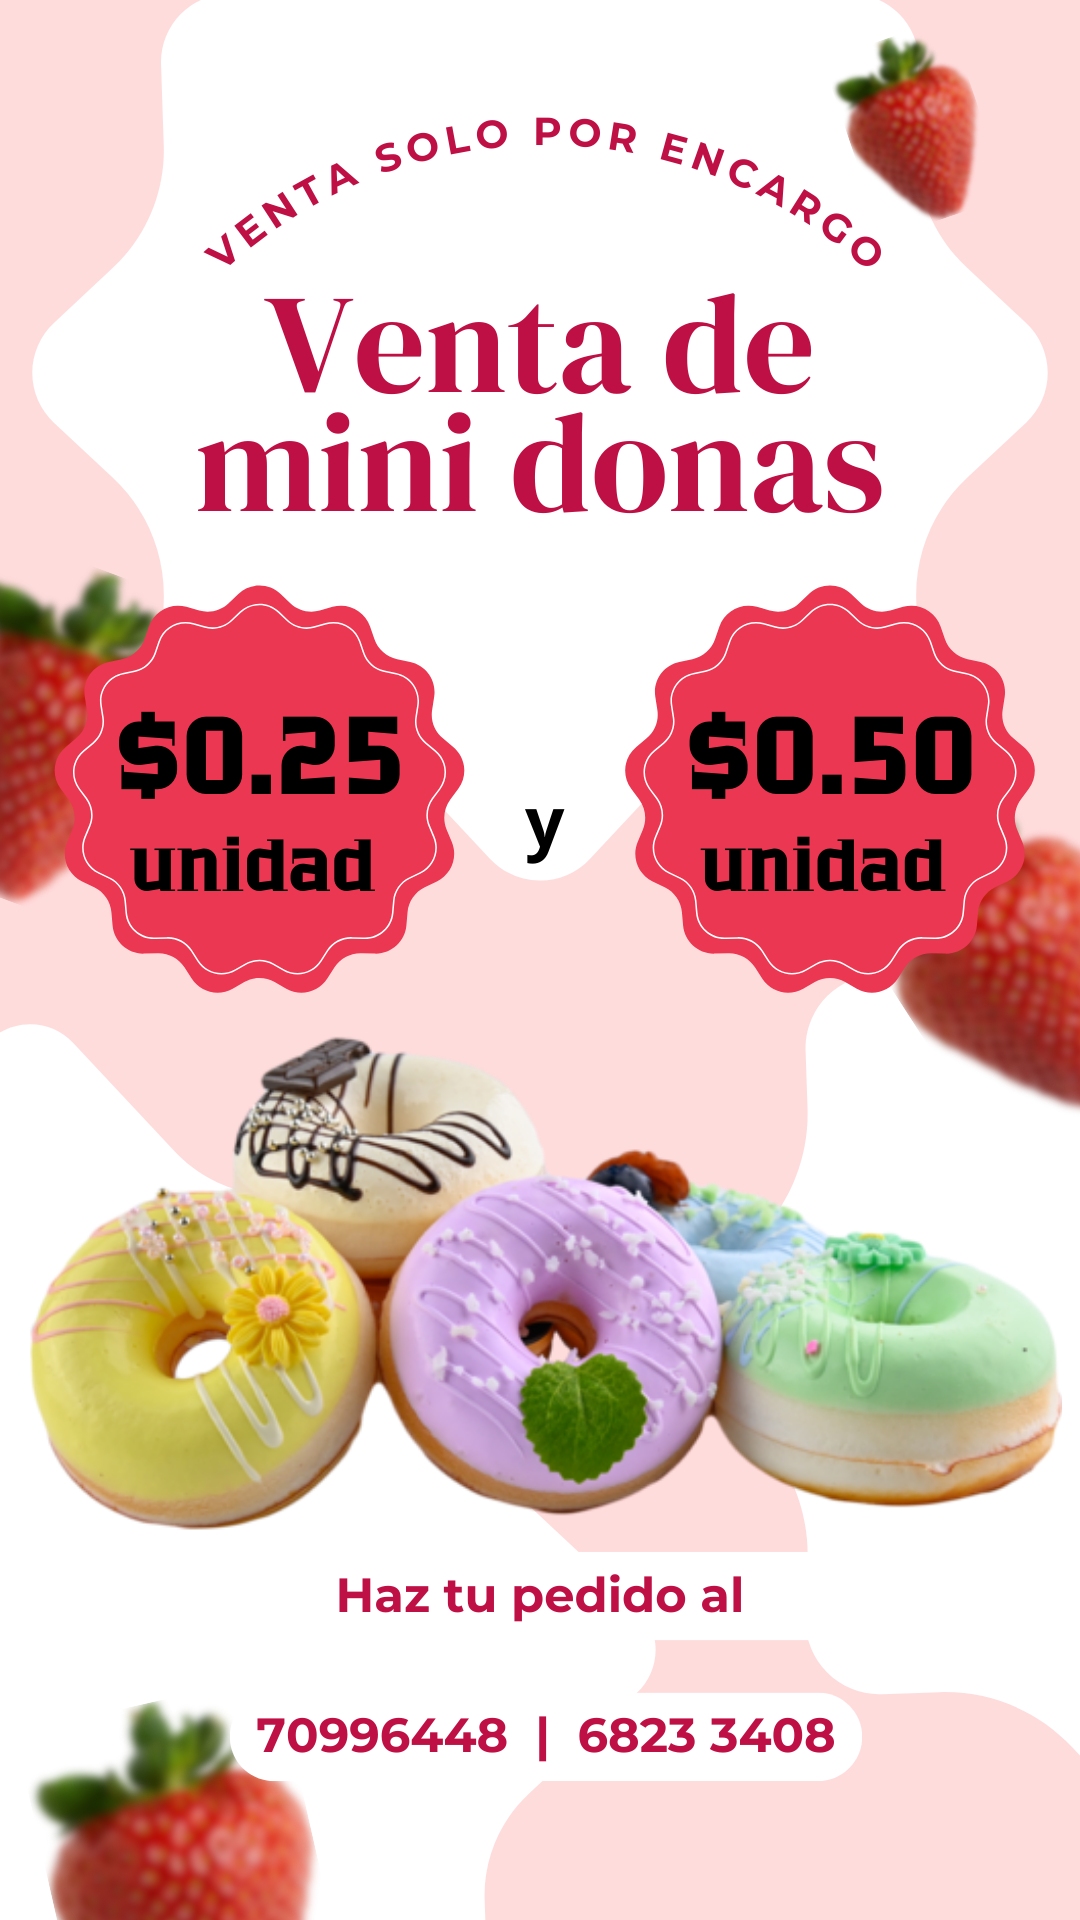 VENTA SOLO POR ENCARGO
Venta de
mini donas
$0.25
unidad
y
$0.50
unidad
Haz tu pedido al
70996448 | 6823 3408